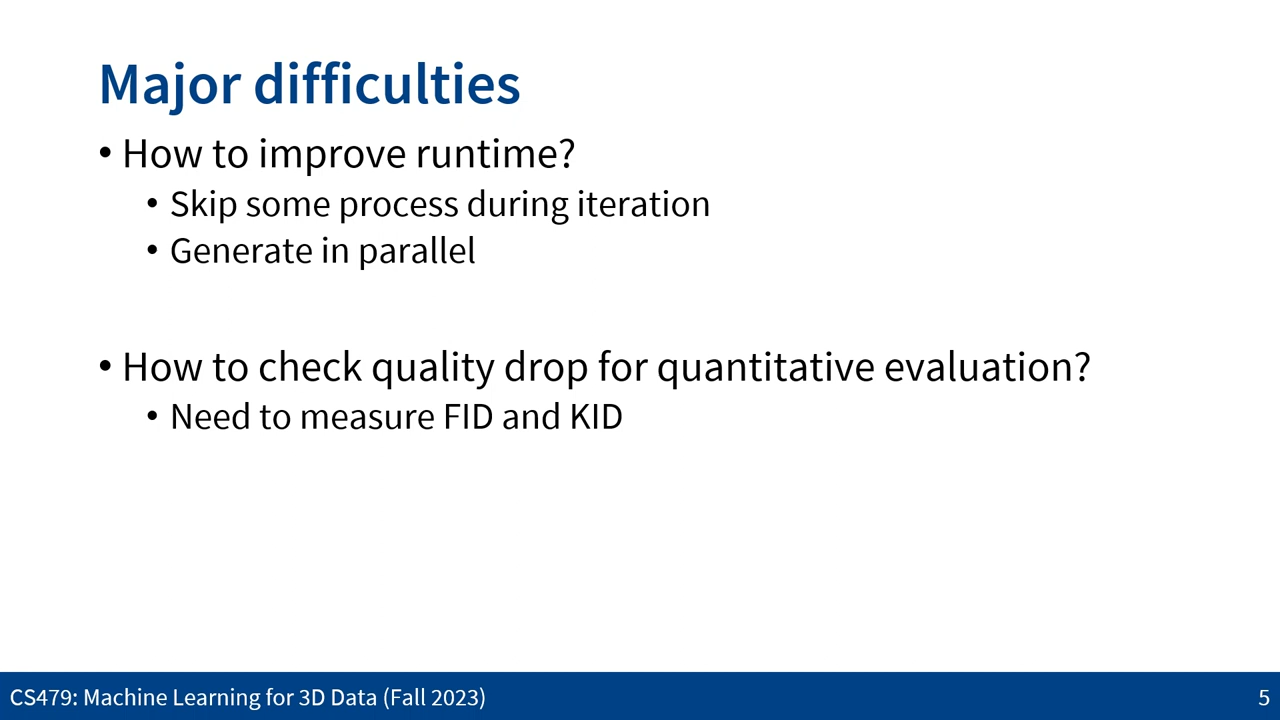 Major difficulties
• How to improve runtime?
• Skip some process during iteration
• Generate in parallel
• How to check quality drop for quantitative evaluation?
• Need to measure FID and KID
CS479: Machine Learning for 3D Data (Fall 2023)
5